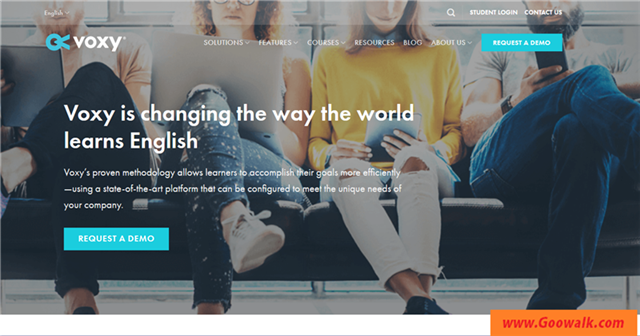 English
STUDENT LOGIN
CONTACT US
voxy
SOLUTIONS
FEATURES
COURSES
RESOURCES
BLOG
ABOUT US
REQUEST A DEMO
Voxy is changing the way the world
learns English
Voxy's proven methodology allows learners to accomplish their goals more efficiently
—using a state-of-the-art platform that can be configured to meet the unique needs of
your company.
REQUEST A DEMO
www.Goowalk.com